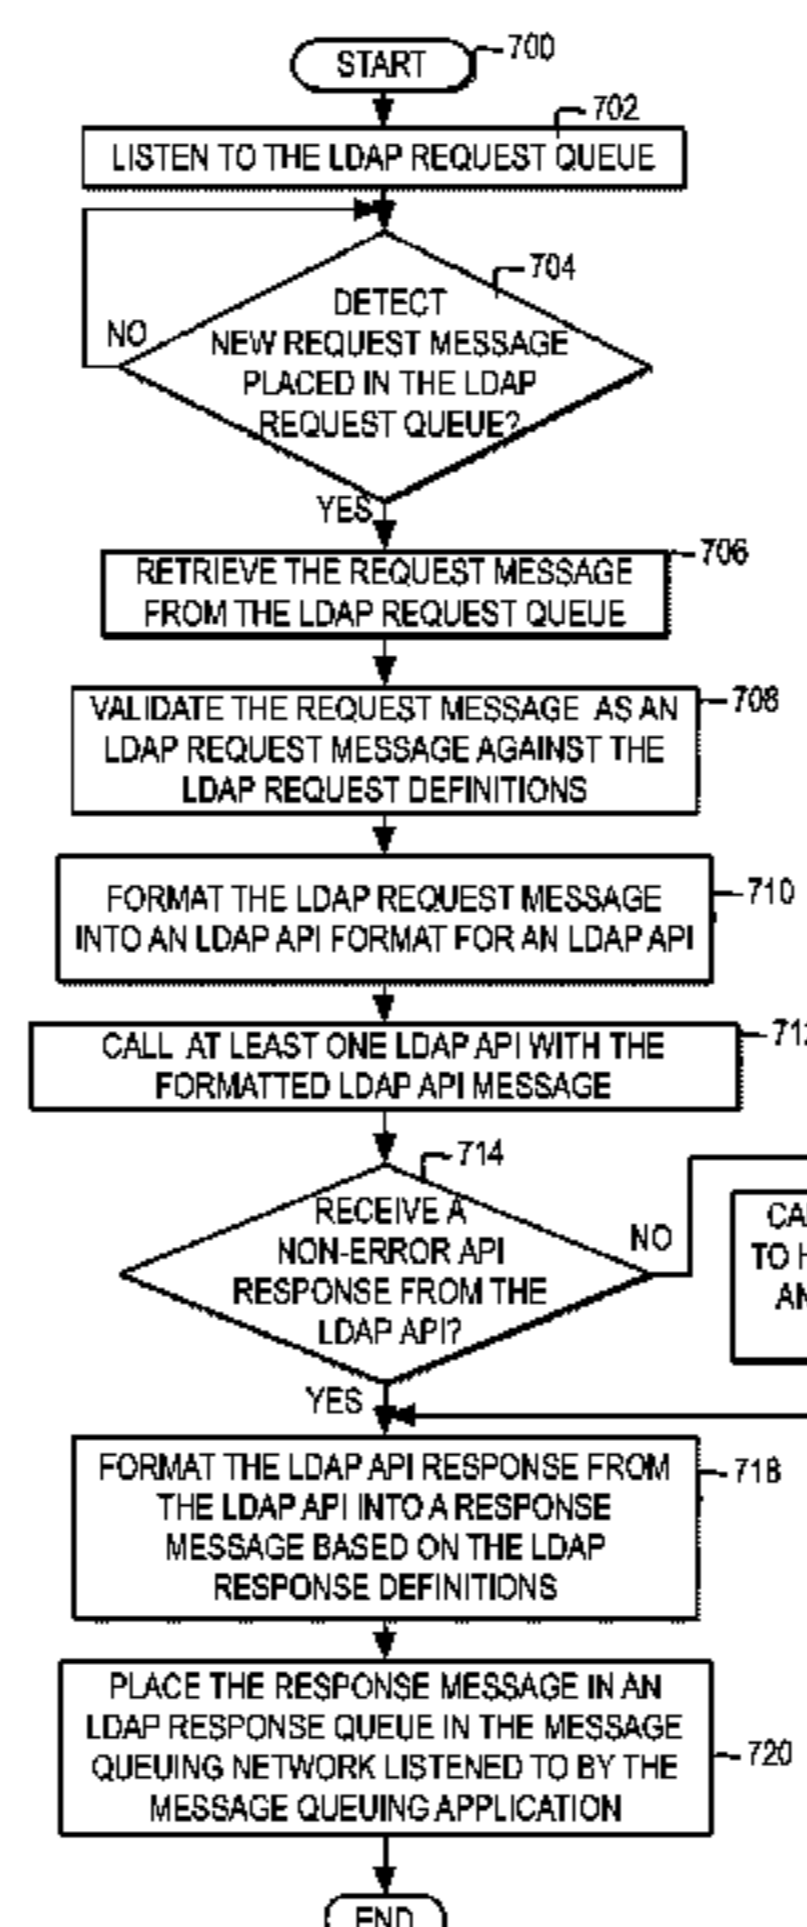 START
700
702
LISTEN TO THE LDAP REQUEST QUEUE
704
DETECT
NEW REQUEST MESSAGE
PLACED IN THE LDAP
REQUEST QUEUE?
NO
YES
706
RETRIEVE THE REQUEST MESSAGE
FROM THE LDAP REQUEST QUEUE
708
VALIDATE THE REQUEST MESSAGE AS AN
LDAP REQUEST MESSAGE AGAINST THE
LDAP REQUEST DEFINITIONS
710
FORMAT THE LDAP REQUEST MESSAGE
INTO AN LDAP API FORMAT FOR AN LDAP API
CALL AT LEAST ONE LDAP API WITH THE
FORMATTED LDAP API MESSAGE
714
RECEIVE A
NON-ERROR API
RESPONSE FROM THE
LDAP API?
NO
TO
YES
718
FORMAT THE LDAP API RESPONSE FROM
THE LDAP API INTO A RESPONSE
MESSAGE BASED ON THE LDAP
RESPONSE DEFINITIONS
PLACE THE RESPONSE MESSAGE IN AN
LDAP RESPONSE QUEUE IN THE MESSAGE
QUEUING NETWORK LISTENED TO BY THE
MESSAGE QUEUING APPLICATION
720
END